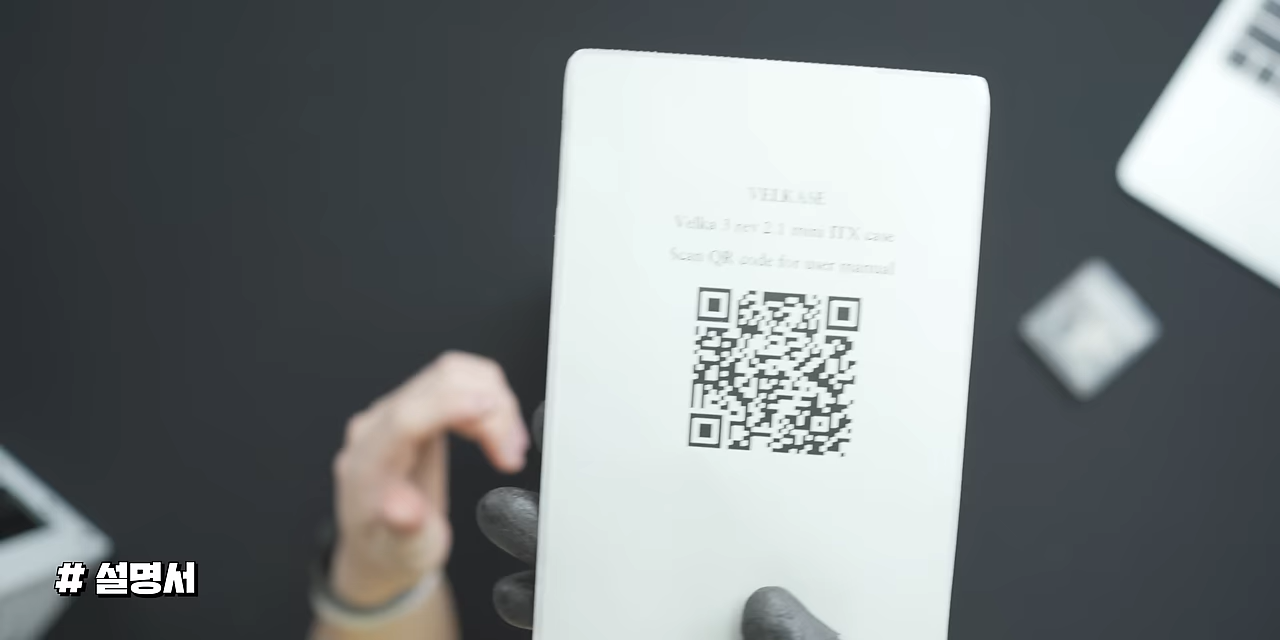 VELKASE
Velka 3 rev 2.1 mini ITX case
Scan QR code for user manual
# 설명서